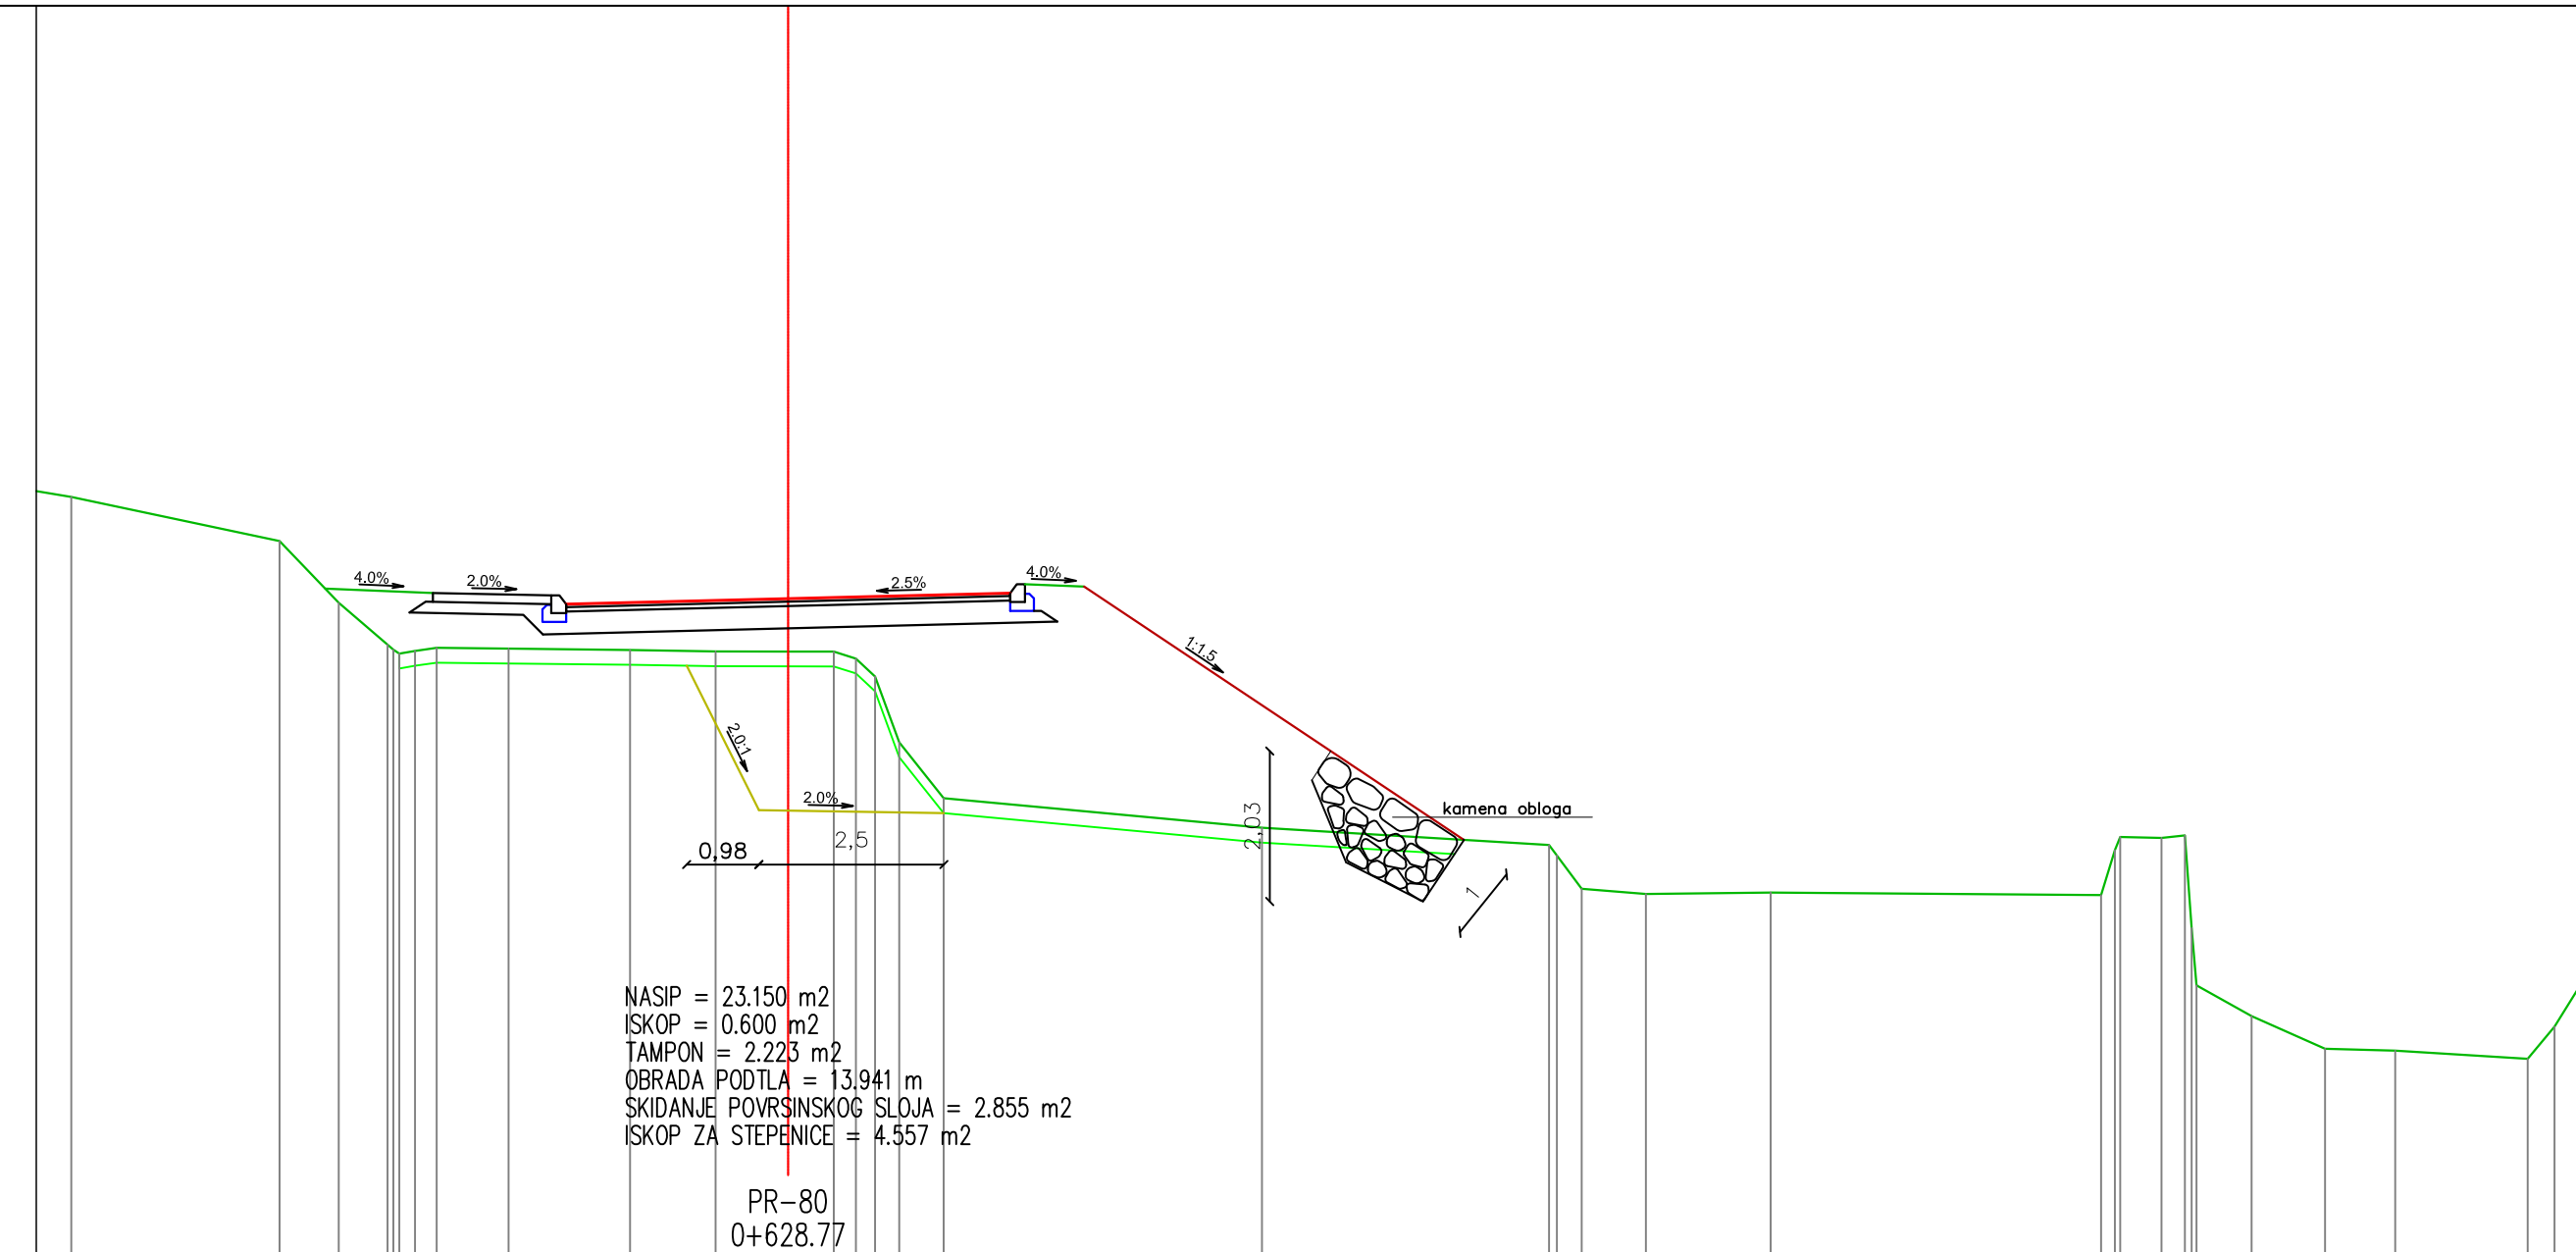 4.0%
2.0%
2.5%
4.0%
1:1.5
2.0:1
2.0%
2,5
0,98
2,03
kamena obloga
1
NASIP = 23.150 m2
ISKOP = 0.600 m2
TAMPON = 2.223 m2
OBRADA PODTLA = 13.941 m
SKIDANJE POVRSINSKOG SLOJA = 2.855 m2
ISKOP ZA STEPENICE = 4.557 m2
PR-80
0+628.77